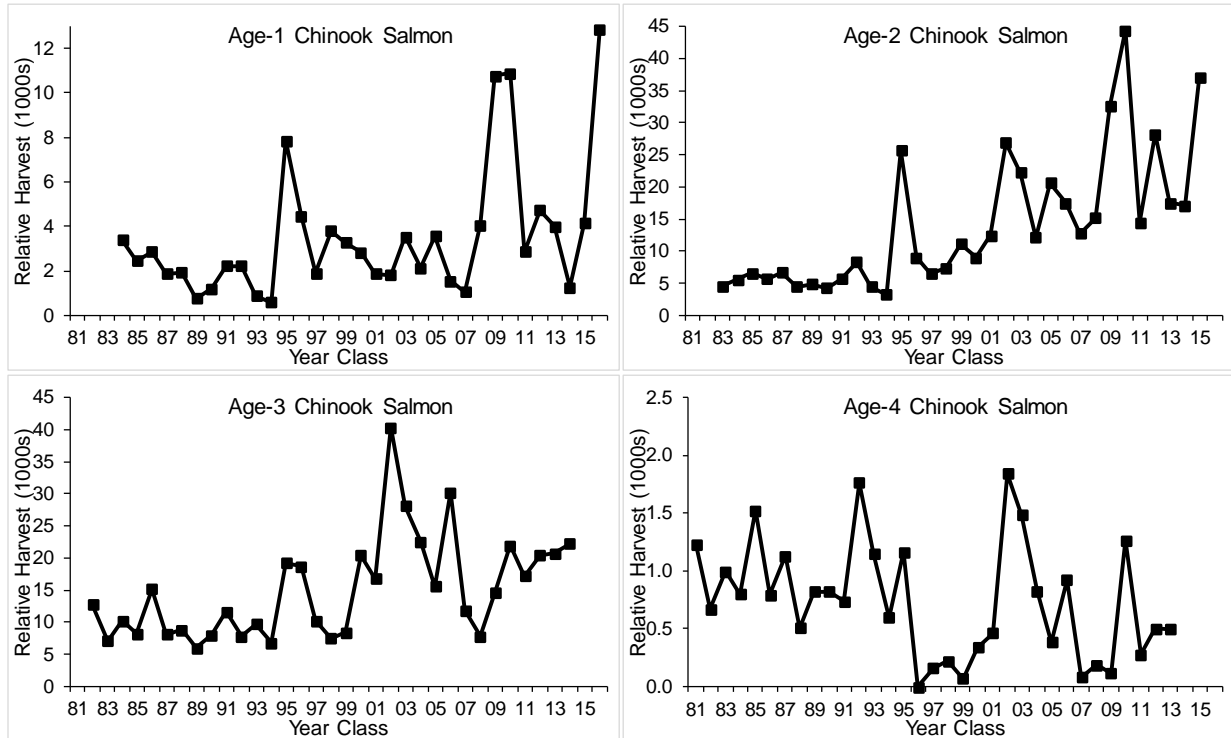 Age-1 Chinook Salmon
Relative Harvest (1000s)
12
10
8
6
4
2
0
81 83 85 87 89 91 93 95 97 99 01 03 05 07 09 11 13 15
Year Class
Age-2 Chinook Salmon
Relative Harvest (1000s)
45
40
35
30
25
20
15
10
5
0
81 83 85 87 89 91 93 95 97 99 01 03 05 07 09 11 13 15
Year Class
Age-3 Chinook Salmon
Relative Harvest (1000s)
45
40
35
30
25
20
15
10
5
0
81 83 85 87 89 91 93 95 97 99 01 03 05 07 09 11 13 15
Year Class
Age-4 Chinook Salmon
Relative Harvest (1000s)
2.5
2.0
1.5
1.0
0.5
0.0
81 83 85 87 89 91 93 95 97 99 01 03 05 07 09 11 13 15
Year Class